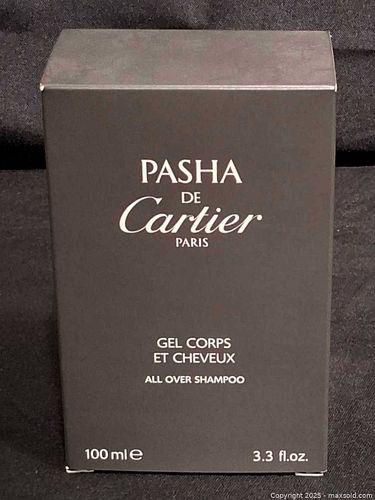 PASHA
DE
Cartier
PARIS
GEL CORPS
ET CHEVEUX
ALL OVER SHAMPOO
100 ml ℮ 3.3 fl.oz.
Copyright 2025 - maxsold.com